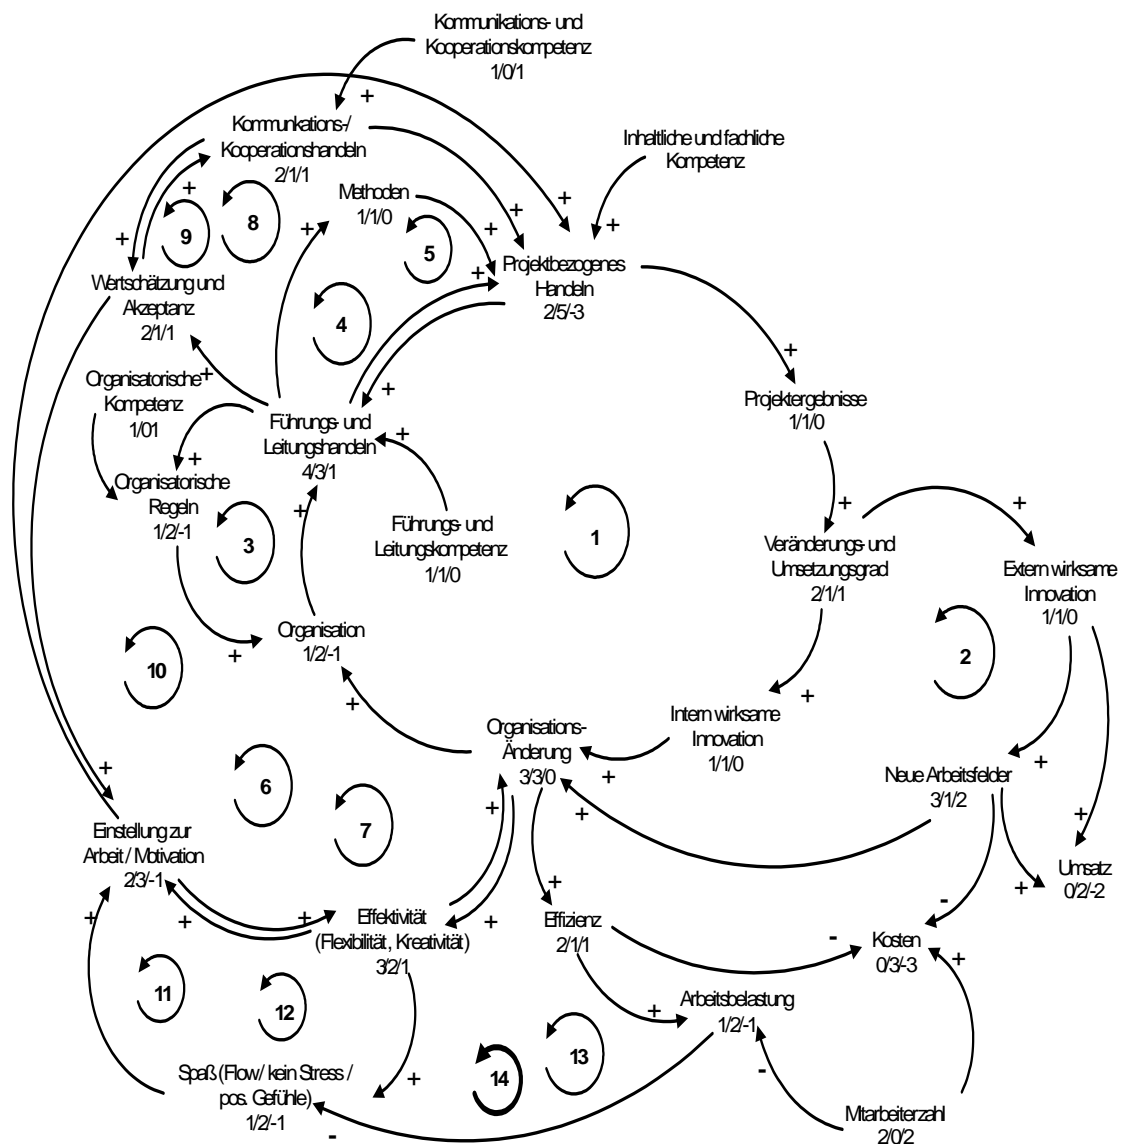 Kommunikations- und
Kooperationskompetenz
1/0/1
+
Kommunkations-/
Kooperationshandeln
2/1/1
Inhaltliche und fachliche
Kompetenz
Methoden
1/1/0
+
+
+
+
+
+
+
9
8
5
+
Projektbezogenes
Handeln
2/5/-3
+
Wertschätzung und
Akzeptanz
2/1/1
4
+
Organisatorische
Kompetenz
1/01
+
+
Projektergebnisse
1/1/0
Führungs- und
Leitungshandeln
4/3/1
+
+
Organisatorische
Regeln
1/2/-1
+
+
+
Führungs- und
Leitungskompetenz
1/1/0
3
1
Veränderungs- und
Umsetzungsgrad
2/1/1
Extern wirksame
Innovation
1/1/0
Organisation
1/2/-1
+
10
2
+
+
Intern wirksame
Innovation
1/1/0
Organisations-
Änderung
3/3/0
+
+
Neue Arbeitsfelder
3/1/2
+
6
+
+
+
7
Einstellung zur
Arbeit / Motivation
2/3/-1
Umsatz
0/2/-2
+
+
-
+
+
+
+
Effektivität
(Flexibilität, Kreativität)
3/2/1
+
Effizienz
2/1/1
-
Kosten
0/3/-3
+
11
12
Arbeitsbelastung
1/2/-1
+
13
14
Spaß (Flow/ kein Stress /
pos. Gefühle)
1/2/-1
+
-
-
Mitarbeiterzahl
2/0/2